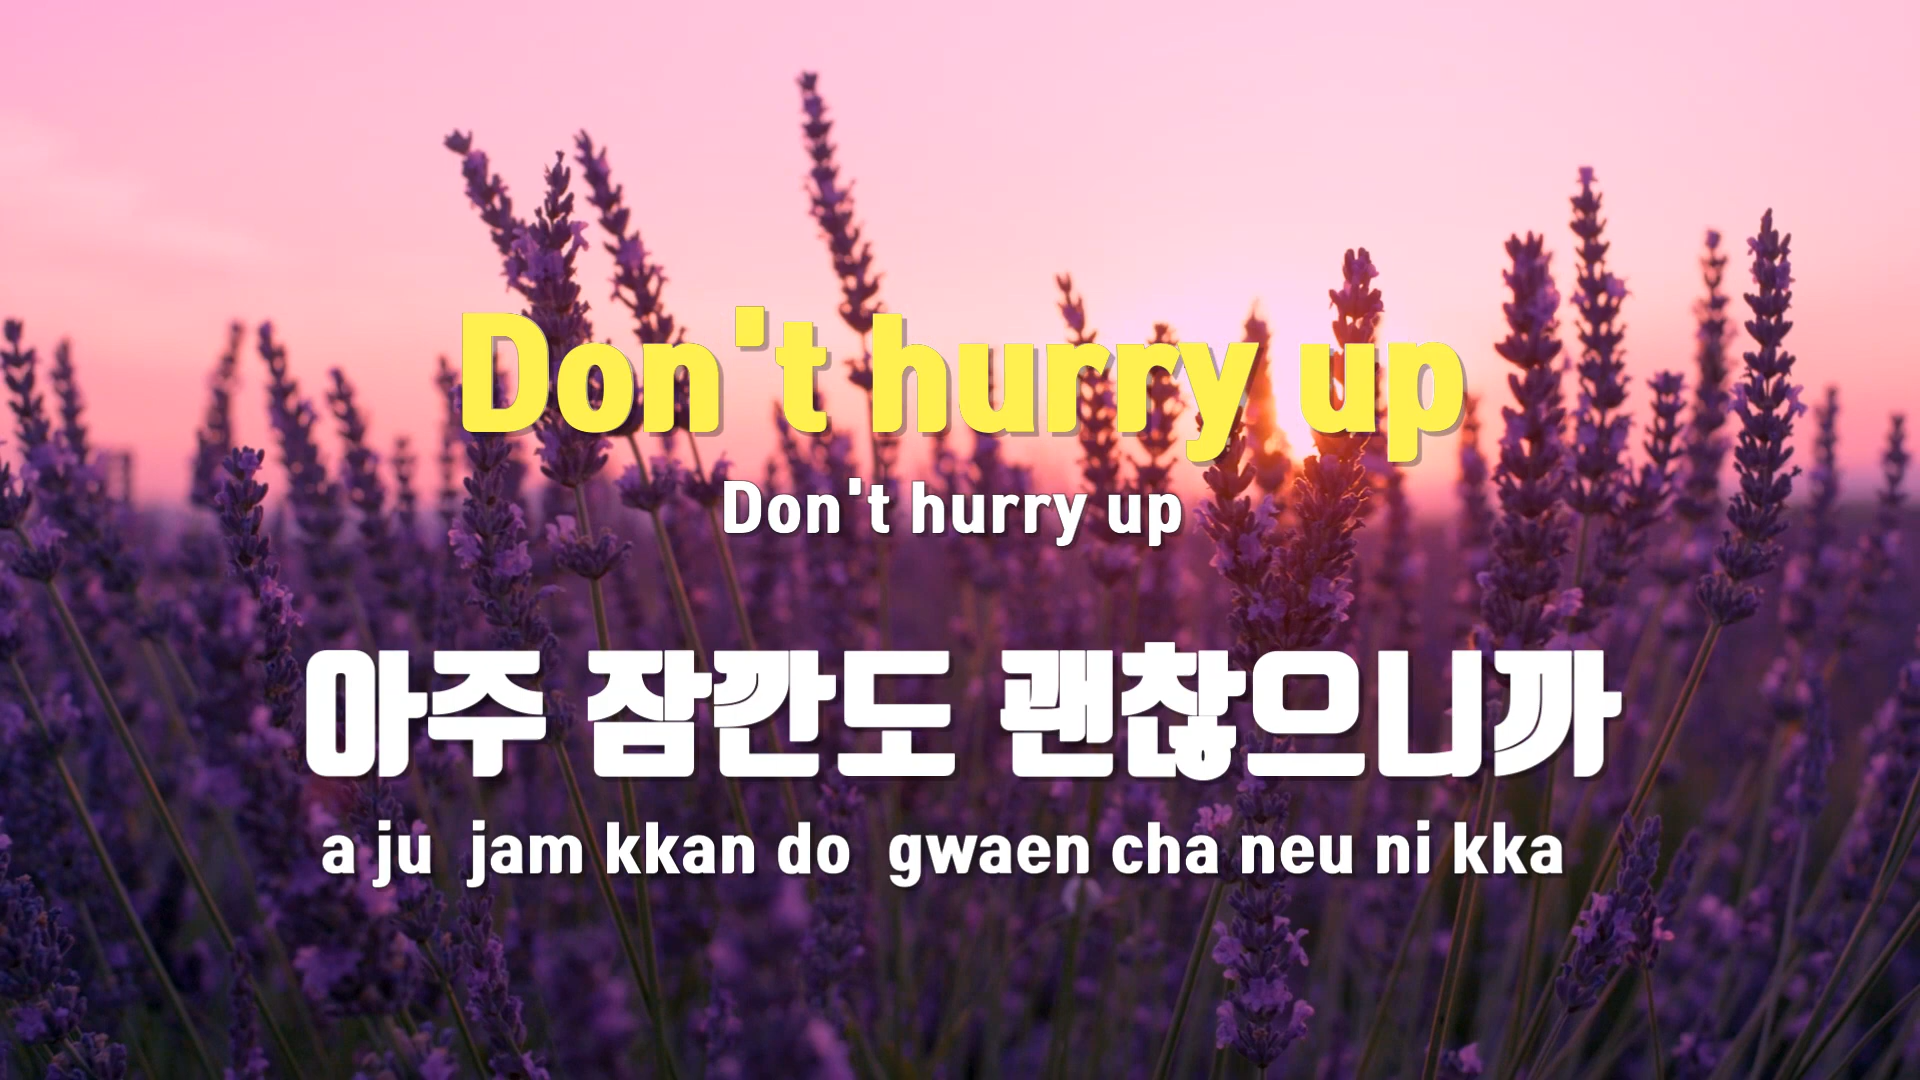 Don't hurry up
Don't hurry up
아주 잠깐도 괜찮으니까
a ju jam kkan do gwaen cha neu ni kka